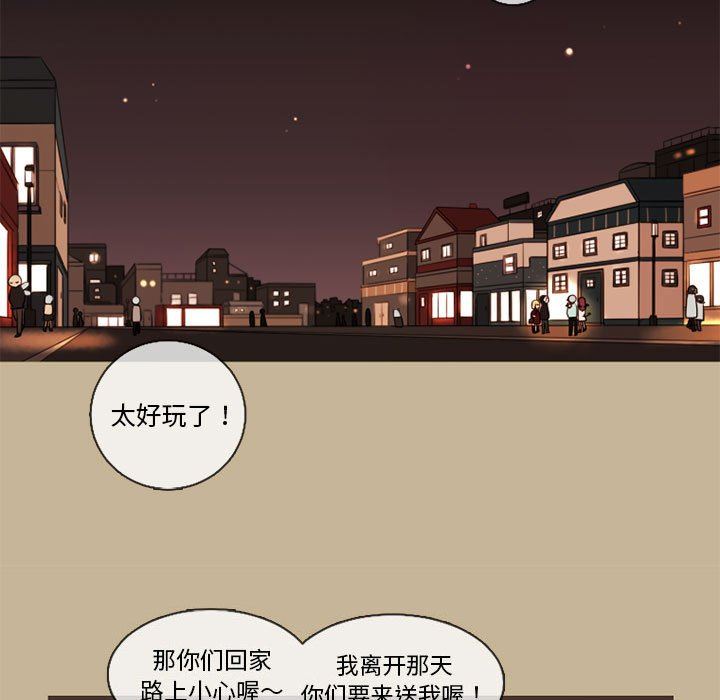 太好玩了！
那你们回家
路上小心喔～
我离开那天
你们要来送我喔！